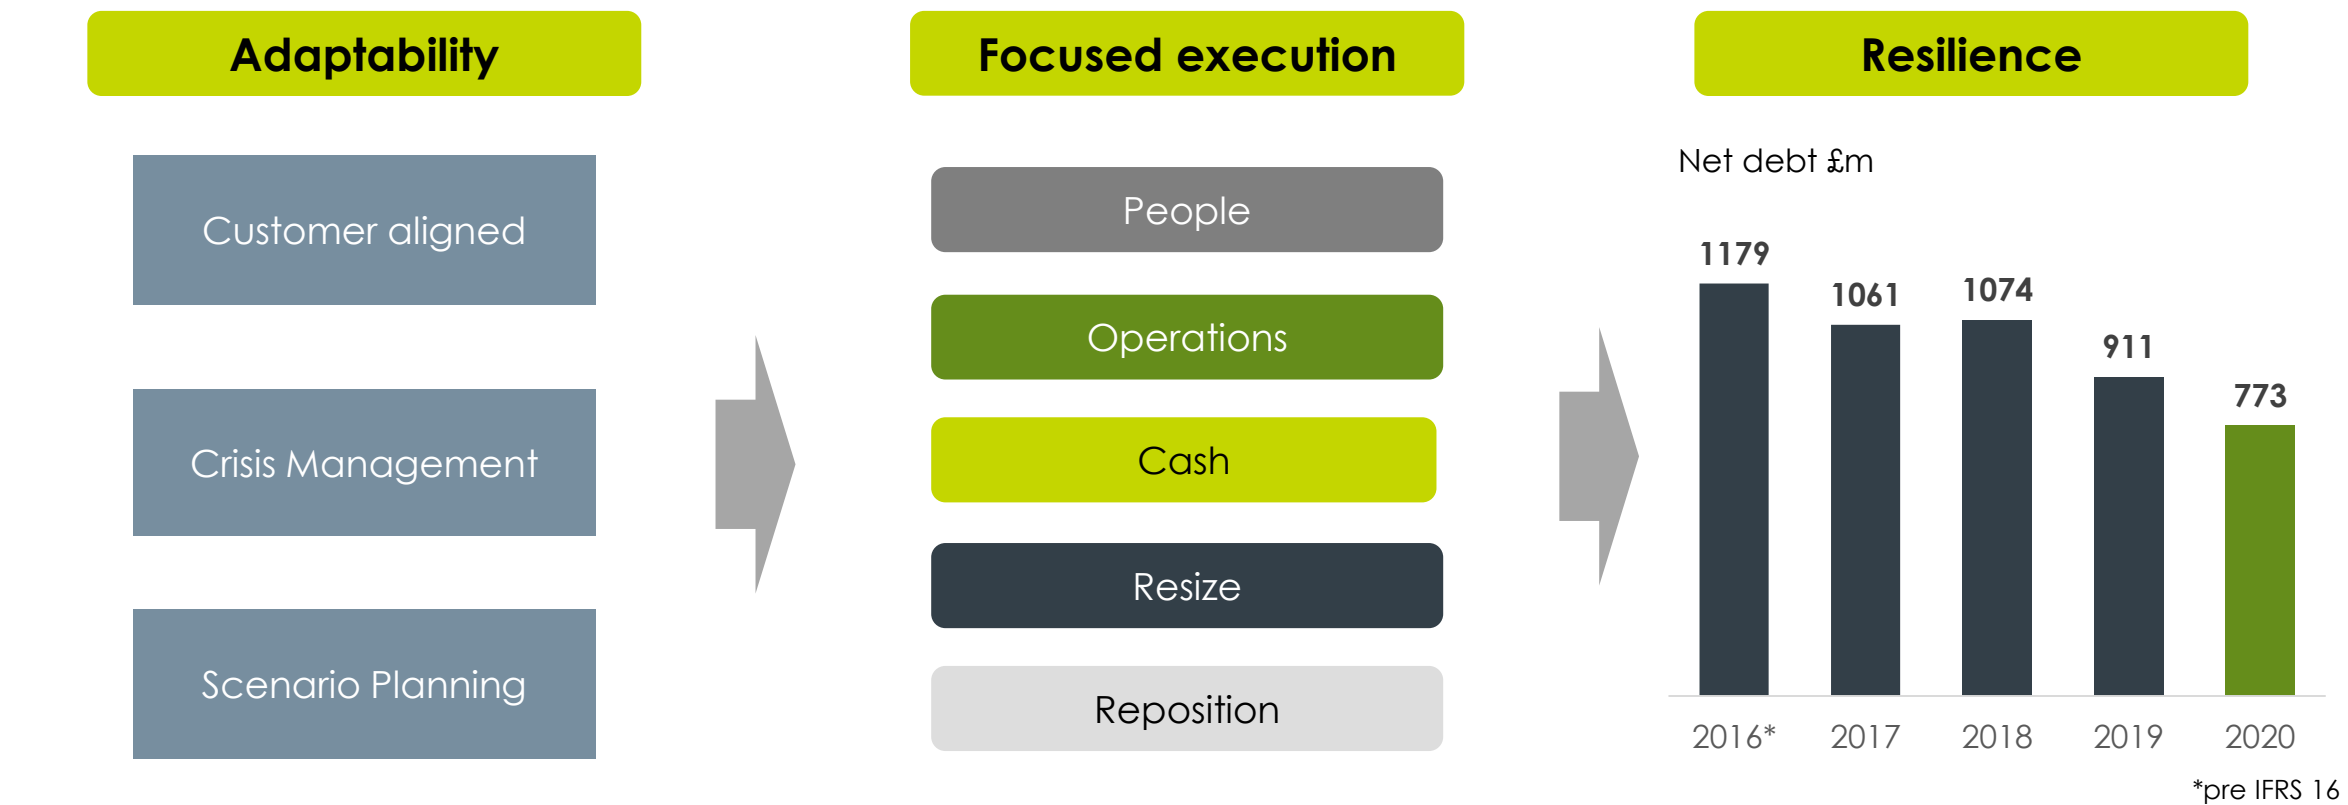 Adaptability
Customer aligned
Crisis Management
Scenario Planning
Focused execution
People
Operations
Cash
Resize
Reposition
Resilience
Net debt £m
1179
1061
1074
911
773
2016* 2017 2018 2019 2020
*pre IFRS 16